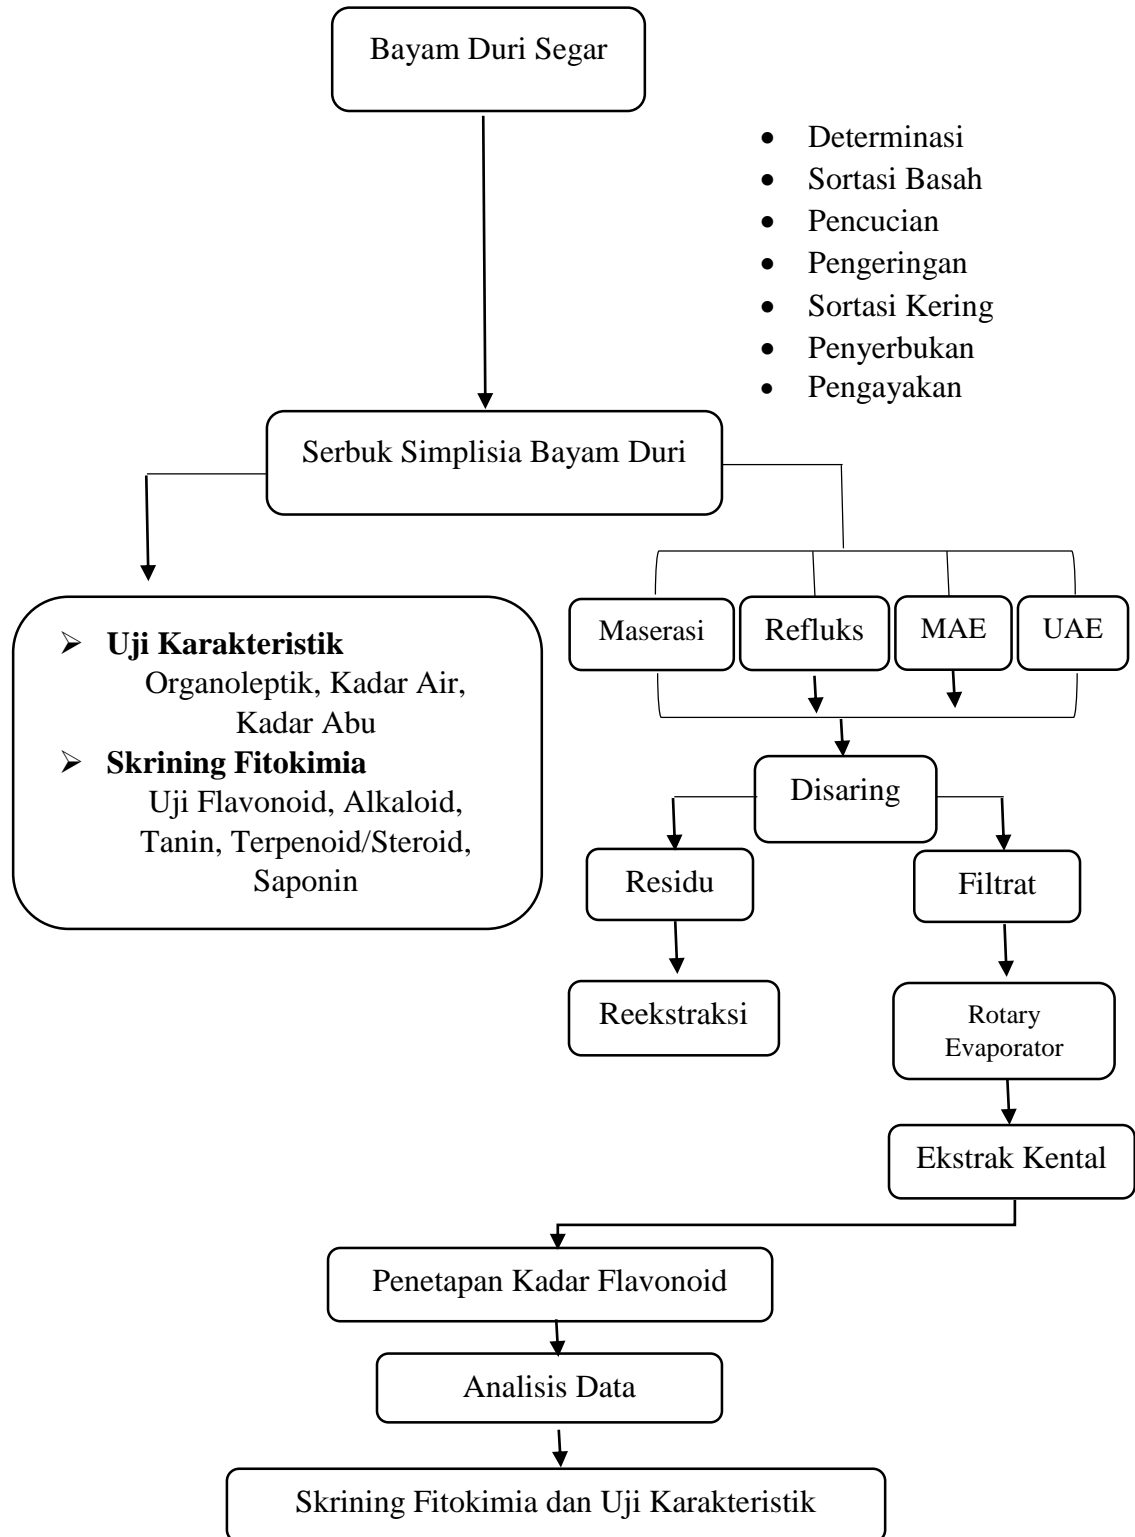 Bayam Duri Segar
• Determinasi
• Sortasi Basah
• Pencucian
• Pengeringan
• Sortasi Kering
• Penyerbukan
• Pengayakan
Serbuk Simplisia Bayam Duri
➢ Uji Karakteristik
Organoleptik, Kadar Air,
Kadar Abu
➢ Skrining Fitokimia
Uji Flavonoid, Alkaloid,
Tanin, Terpenoid/Steroid,
Saponin
Maserasi
Refluks
MAE
UAE
Disaring
Residu
Filtrat
Reekstraksi
Rotary
Evaporator
Ekstrak Kental
Penetapan Kadar Flavonoid
Analisis Data
Skrining Fitokimia dan Uji Karakteristik